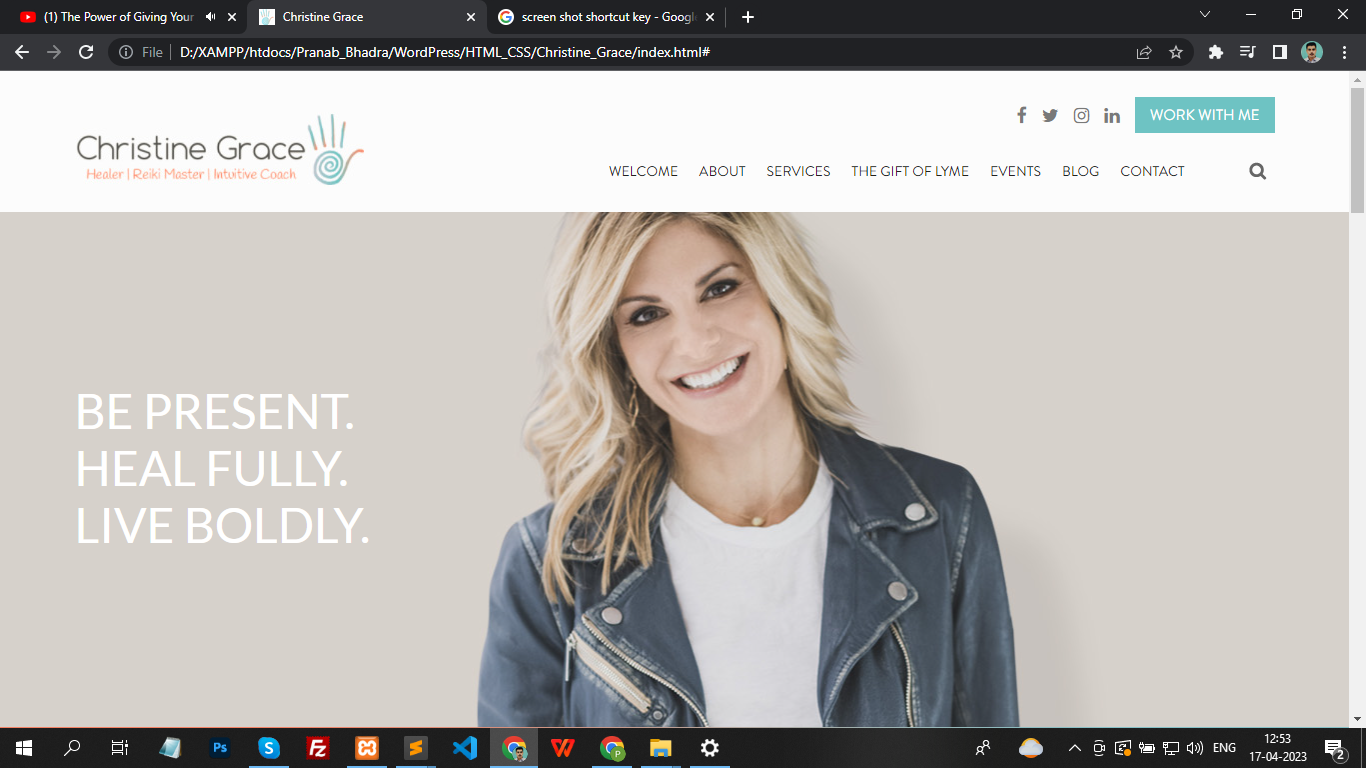 (1) The Power of Giving Your
Christine Grace
screen shot shortcut key - Google
File
D:/XAMPP/htdocs/Pranab_Bhadra/WordPress/HTML_CSS/Christine_Grace/index.html#
WORK WITH ME
Christine Grace
Healer | Reiki Master | Intuitive Coach
WELCOME ABOUT SERVICES THE GIFT OF LYME EVENTS BLOG CONTACT
BE PRESENT.
HEAL FULLY.
LIVE BOLDLY.
Ps
ENG
12:53
17-04-2023
2